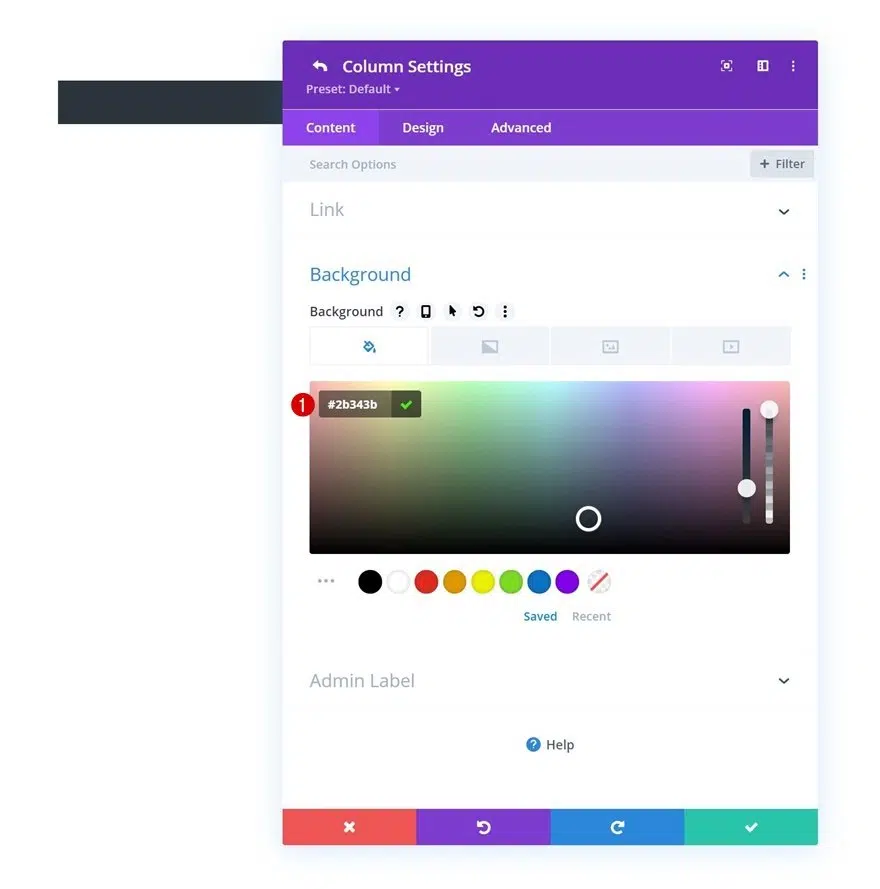 Column Settings
Preset: Default
Content
Design
Advanced
Search Options
+ Filter
Link
Background
Background ?
1
#2b343b
Saved
Recent
Admin Label
? Help